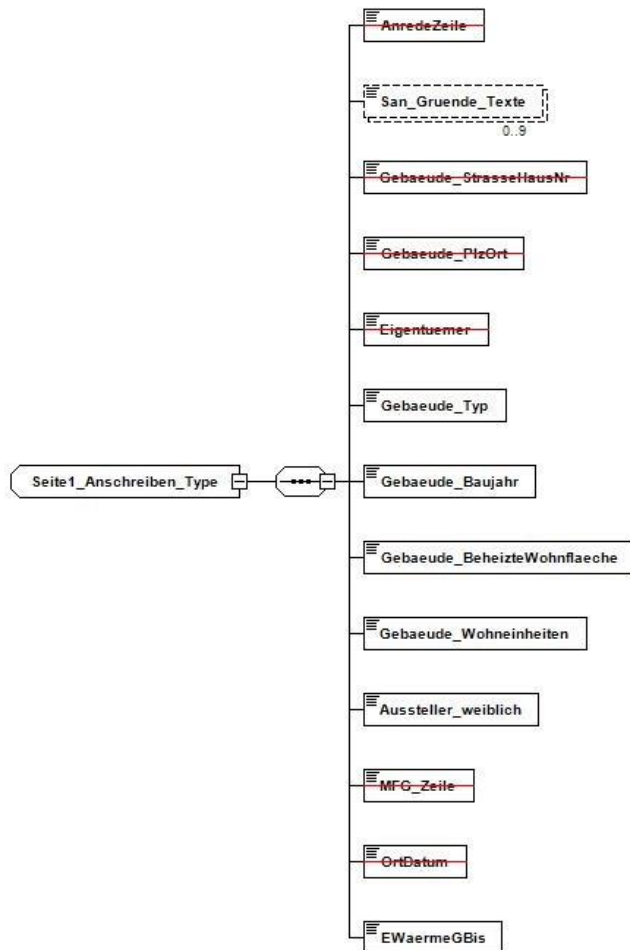 AnredeZeile
San_Gruende_Texte
0..9
Gebaeude_StrasseHausNr
Gebaeude_PlzOrt
Eigentuemer
Gebaeude_Typ
Seite1_Anschreiben_Type
Gebaeude_Baujahr
Gebaeude_BeheizteWohnflaeche
Gebaeude_Wohneinheiten
Aussteller_weiblich
MFG_Zeile
OrtDatum
EWaermeGBis